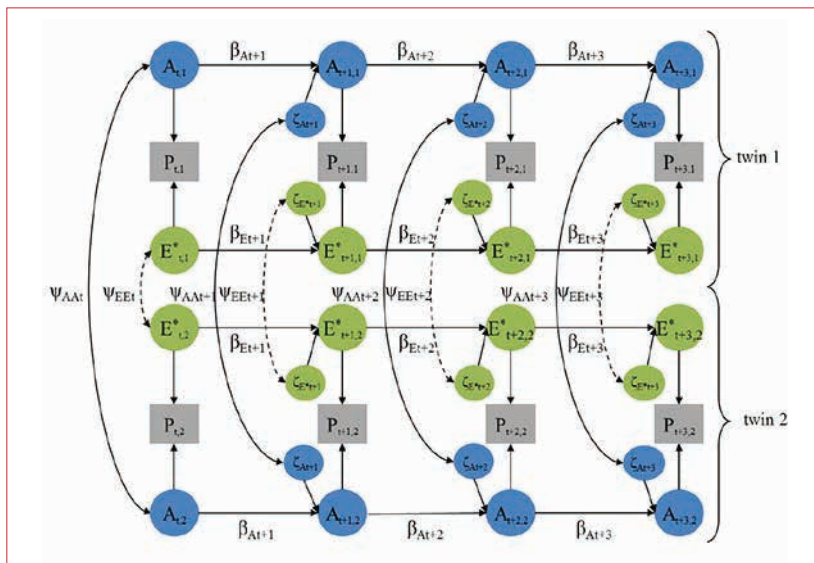 β_At+1 β_At+2 β_At+3
A_t,1 A_t+1,1 A_t+2,1 A_t+3,1
ζ_At+1 ζ_At+2 ζ_At+3
P_t,1 P_t+1,1 P_t+2,1 P_t+3,1
twin 1
ζ_E*t+1 ζ_E*t+2 ζ_E*t+3
β_Et+1 β_Et+2 β_Et+3
E*_t,1 E*_t+1,1 E*_t+2,1 E*_t+3,1
Ψ_AAt Ψ_EEt Ψ_AAt+1 Ψ_EEt+1 Ψ_AAt+2 Ψ_EEt+2 Ψ_AAt+3 Ψ_EEt+3
E*_t,2 E*_t+1,2 E*_t+2,2 E*_t+3,2
β_Et+1 β_Et+2 β_Et+3
ζ_E*t+1 ζ_E*t+2 ζ_E*t+3
twin 2
P_t,2 P_t+1,2 P_t+2,2 P_t+3,2
ζ_At+1 ζ_At+2 ζ_At+3
A_t,2 A_t+1,2 A_t+2,2 A_t+3,2
β_At+1 β_At+2 β_At+3